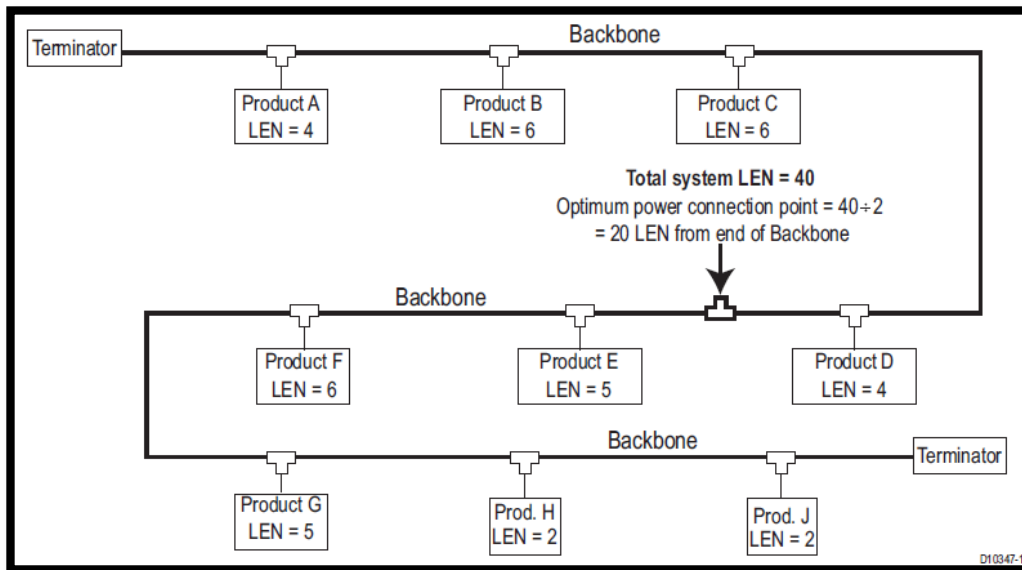 Backbone
Terminator
Product A
LEN = 4
Product B
LEN = 6
Product C
LEN = 6
Total system LEN = 40
Optimum power connection point = 40÷2
= 20 LEN from end of Backbone
Backbone
Product F
LEN = 6
Product E
LEN = 5
Product D
LEN = 4
Backbone
Terminator
Product G
LEN = 5
Prod. H
LEN = 2
Prod. J
LEN = 2
D10347-1